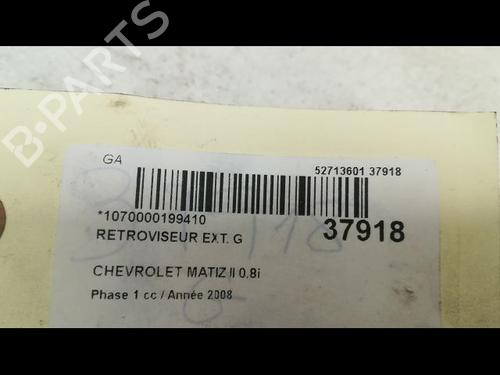 B-PARTS
GA
52713601 37918
*1070000199410
37918
RETROVISEUR EXT. G
CHEVROLET MATIZ II 0.8i
Phase 1 cc / Année 2008